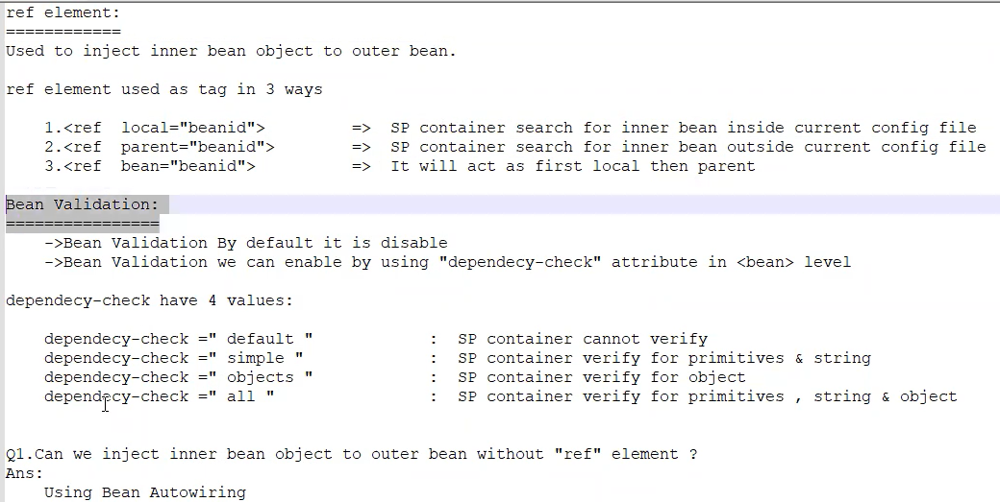 ref element:
============
Used to inject inner bean object to outer bean.
ref element used as tag in 3 ways
1.<ref  local="beanid">         =>  SP container search for inner bean inside current config file
2.<ref  parent="beanid">        =>  SP container search for inner bean outside current config file
3.<ref  bean="beanid">          =>  It will act as first local then parent
Bean Validation:
================
->Bean Validation By default it is disable
->Bean Validation we can enable by using "dependecy-check" attribute in <bean> level
dependecy-check have 4 values:
dependecy-check =" default "            :  SP container cannot verify
dependecy-check =" simple "             :  SP container verify for primitives & string
dependecy-check =" objects "            :  SP container verify for object
dependecy-check =" all "                :  SP container verify for primitives , string & object
Q1.Can we inject inner bean object to outer bean without "ref" element ?
Ans:
Using Bean Autowiring